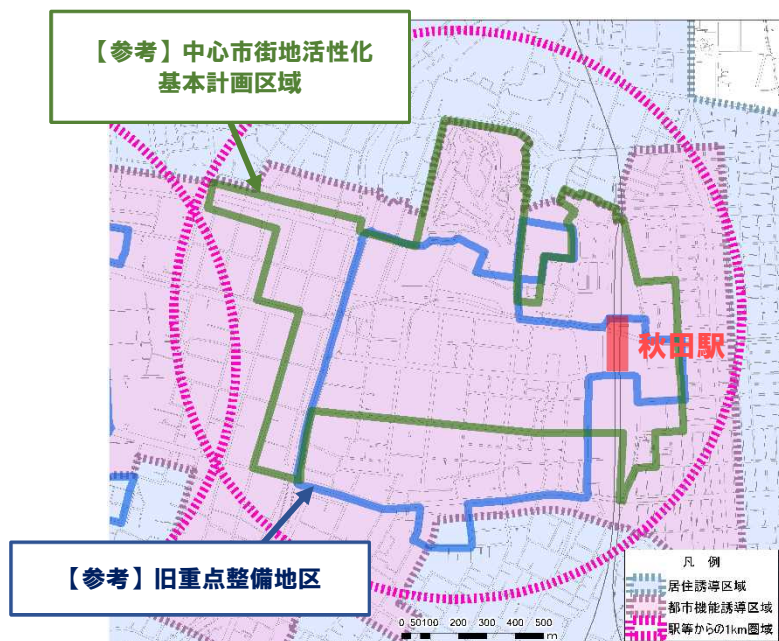 【参考】中心市街地活性化
基本計画区域
秋田駅
【参考】旧重点整備地区
凡 例
居住誘導区域
都市機能誘導区域
駅等からの1km圏域
0 50100 200 300 400 500
m